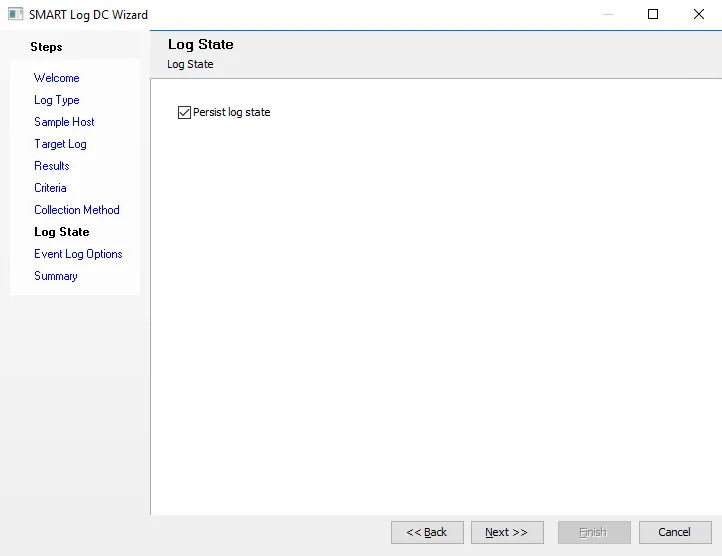 SMART Log DC Wizard
Steps
Welcome
Log Type
Sample Host
Target Log
Results
Criteria
Collection Method
Log State
Event Log Options
Summary
Log State
Log State
Persist log state
<< Back
Next >>
Finish
Cancel